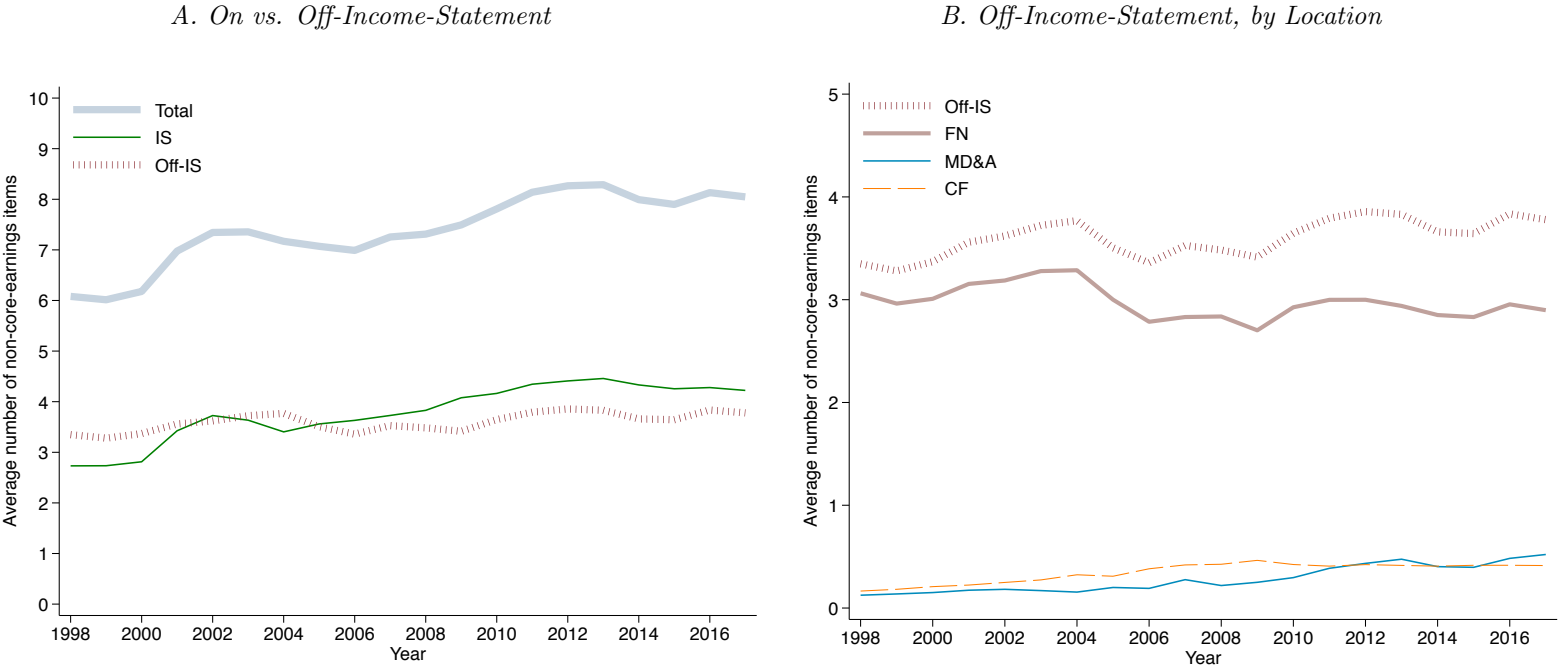 A. On vs. Off-Income-Statement
Average number of non-core-earnings items
10
9
8
7
6
5
4
3
2
1
0
Total
IS
Off-IS
1998 2000 2002 2004 2006 2008 2010 2012 2014 2016
Year
B. Off-Income-Statement, by Location
Average number of non-core-earnings items
5
4
3
2
1
0
Off-IS
FN
MD&A
CF
1998 2000 2002 2004 2006 2008 2010 2012 2014 2016
Year